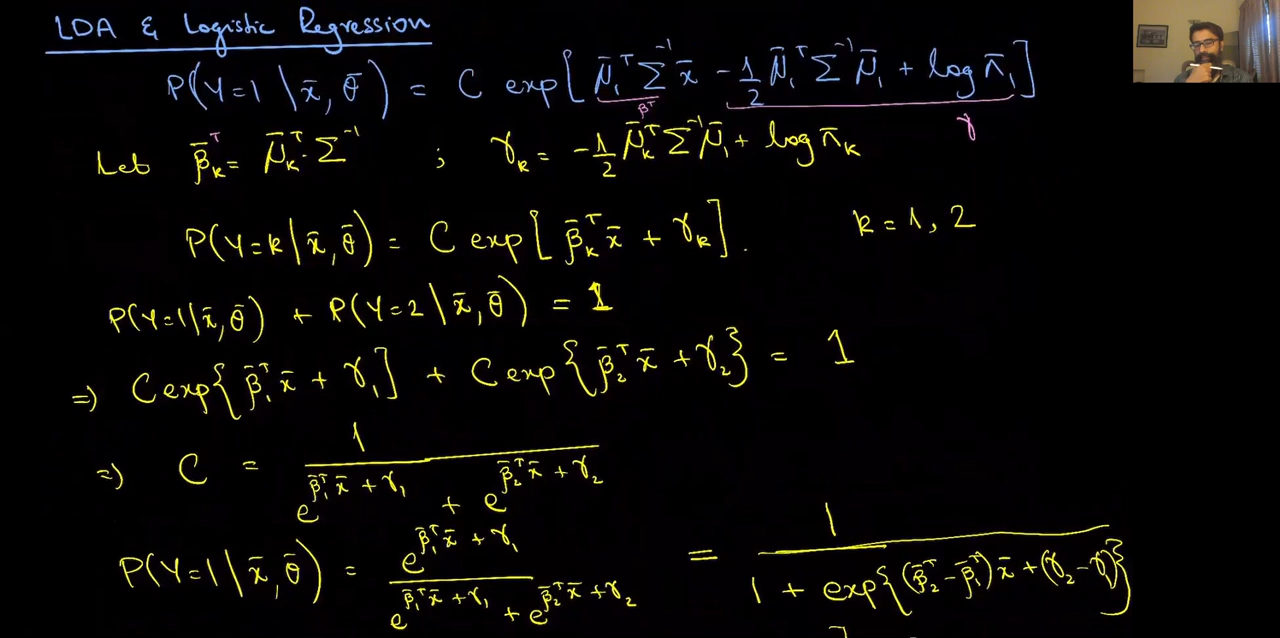 LDA & Logistic Regression
P(Y=1 | x̄, θ̄) = C exp[ μ̄₁ᵀ Σ⁻¹ x̄ - 1/2 μ̄₁ᵀ Σ⁻¹ μ̄₁ + log π̄₁ ]
βᵀ γ
Let β̄ₖᵀ = μ̄ₖᵀ · Σ⁻¹ ; γₖ = -1/2 μ̄ₖᵀ Σ⁻¹ μ̄₁ + log π̄ₖ
P(Y=k | x̄, θ̄) = C exp[ β̄ₖᵀ x̄ + γₖ ]. k = 1, 2
P(Y=1 | x̄, θ̄) + P(Y=2 | x̄, θ̄) = 1
⇒ C exp{ β̄₁ᵀ x̄ + γ₁ ] + C exp{ β̄₂ᵀ x̄ + γ₂ } = 1
⇒ C = 1 / e^(β̄₁ᵀ x̄ + γ₁) + e^(β̄₂ᵀ x̄ + γ₂)
P(Y=1 | x̄, θ̄) = e^(β̄₁ᵀ x̄ + γ₁) / e^(β̄₁ᵀ x̄ + γ₁) + e^(β̄₂ᵀ x̄ + γ₂) = 1 / 1 + exp{ (β̄₂ᵀ - β̄₁ᵀ) x̄ + (γ₂ - γ) }